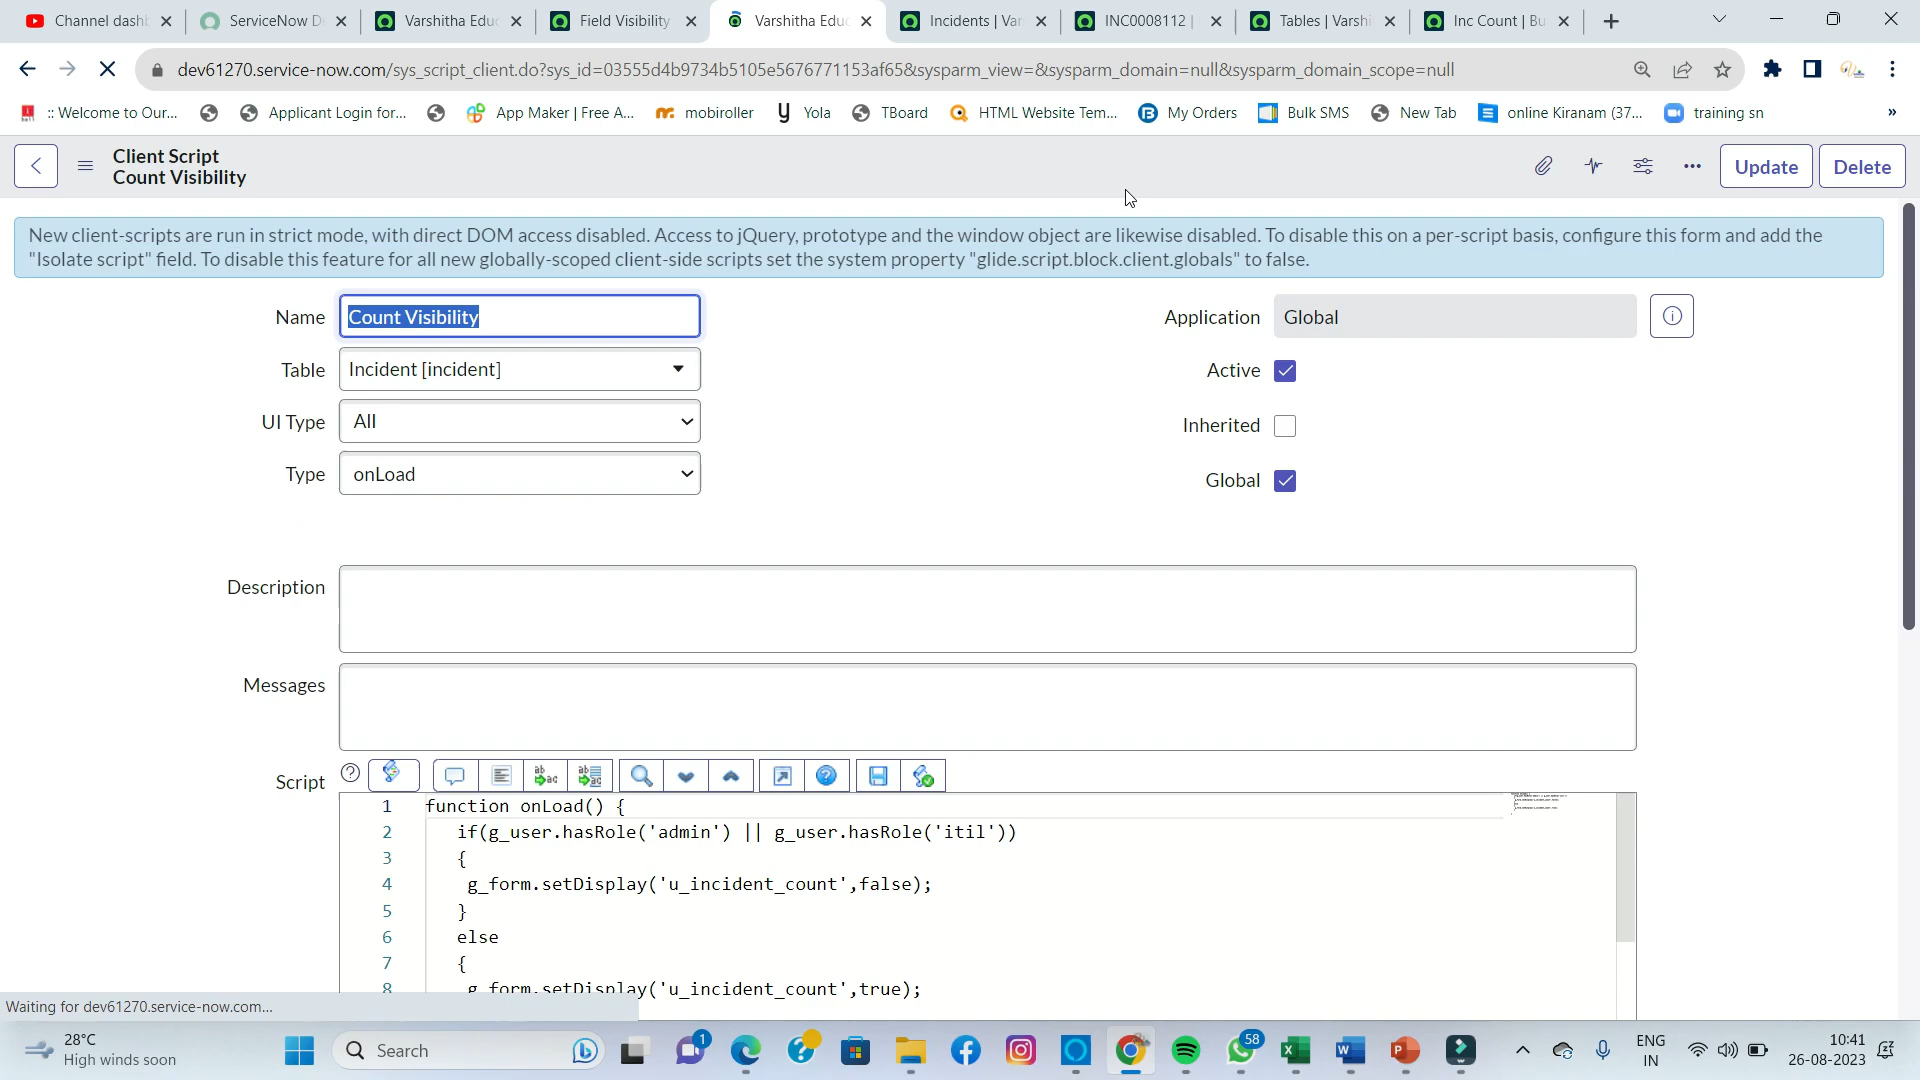 Channel dashb
ServiceNow D
Varshitha Educ
Field Visibility
Varshitha Educ
Incidents | Var
INC0008112 |
Tables | Varshi
Inc Count | Bu
dev61270.service-now.com/sys_script_client.do?sys_id=03555d4b9734b5105e5676771153af65&sysparm_view=&sysparm_domain=null&sysparm_domain_scope=null
:: Welcome to Our...
Applicant Login for...
App Maker | Free A...
mobiroller
Yola
TBoard
HTML Website Tem...
My Orders
Bulk SMS
New Tab
online Kiranam (37...
training sn
»
Client Script
Count Visibility
Update
Delete
New client-scripts are run in strict mode, with direct DOM access disabled. Access to jQuery, prototype and the window object are likewise disabled. To disable this on a per-script basis, configure this form and add the
"Isolate script" field. To disable this feature for all new globally-scoped client-side scripts set the system property "glide.script.block.client.globals" to false.
Name Count Visibility
Application Global
Table Incident [incident]
Active
UI Type All
Inherited
Type onLoad
Global
Description
Messages
Script
1 function onLoad() {
2 if(g_user.hasRole('admin') || g_user.hasRole('itil'))
3 {
4 g_form.setDisplay('u_incident_count',false);
5 }
6 else
7 {
8 g_form.setDisplay('u_incident_count',true);
Waiting for dev61270.service-now.com...
28°C
High winds soon
Search
1
58
ENG
IN
10:41
26-08-2023